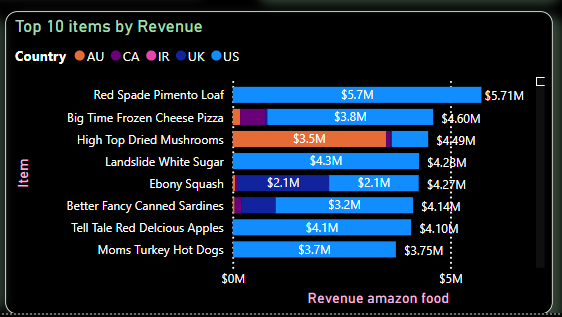 Top 10 items by Revenue
Country AU CA IR UK US
Red Spade Pimento Loaf $5.7M $5.71M
Big Time Frozen Cheese Pizza $3.8M $4.60M
High Top Dried Mushrooms $3.5M $4.49M
Landslide White Sugar $4.3M $4.28M
Ebony Squash $2.1M $2.1M $4.27M
Better Fancy Canned Sardines $3.2M $4.14M
Tell Tale Red Delcious Apples $4.1M $4.10M
Moms Turkey Hot Dogs $3.7M $3.75M
Item
$0M $5M
Revenue amazon food